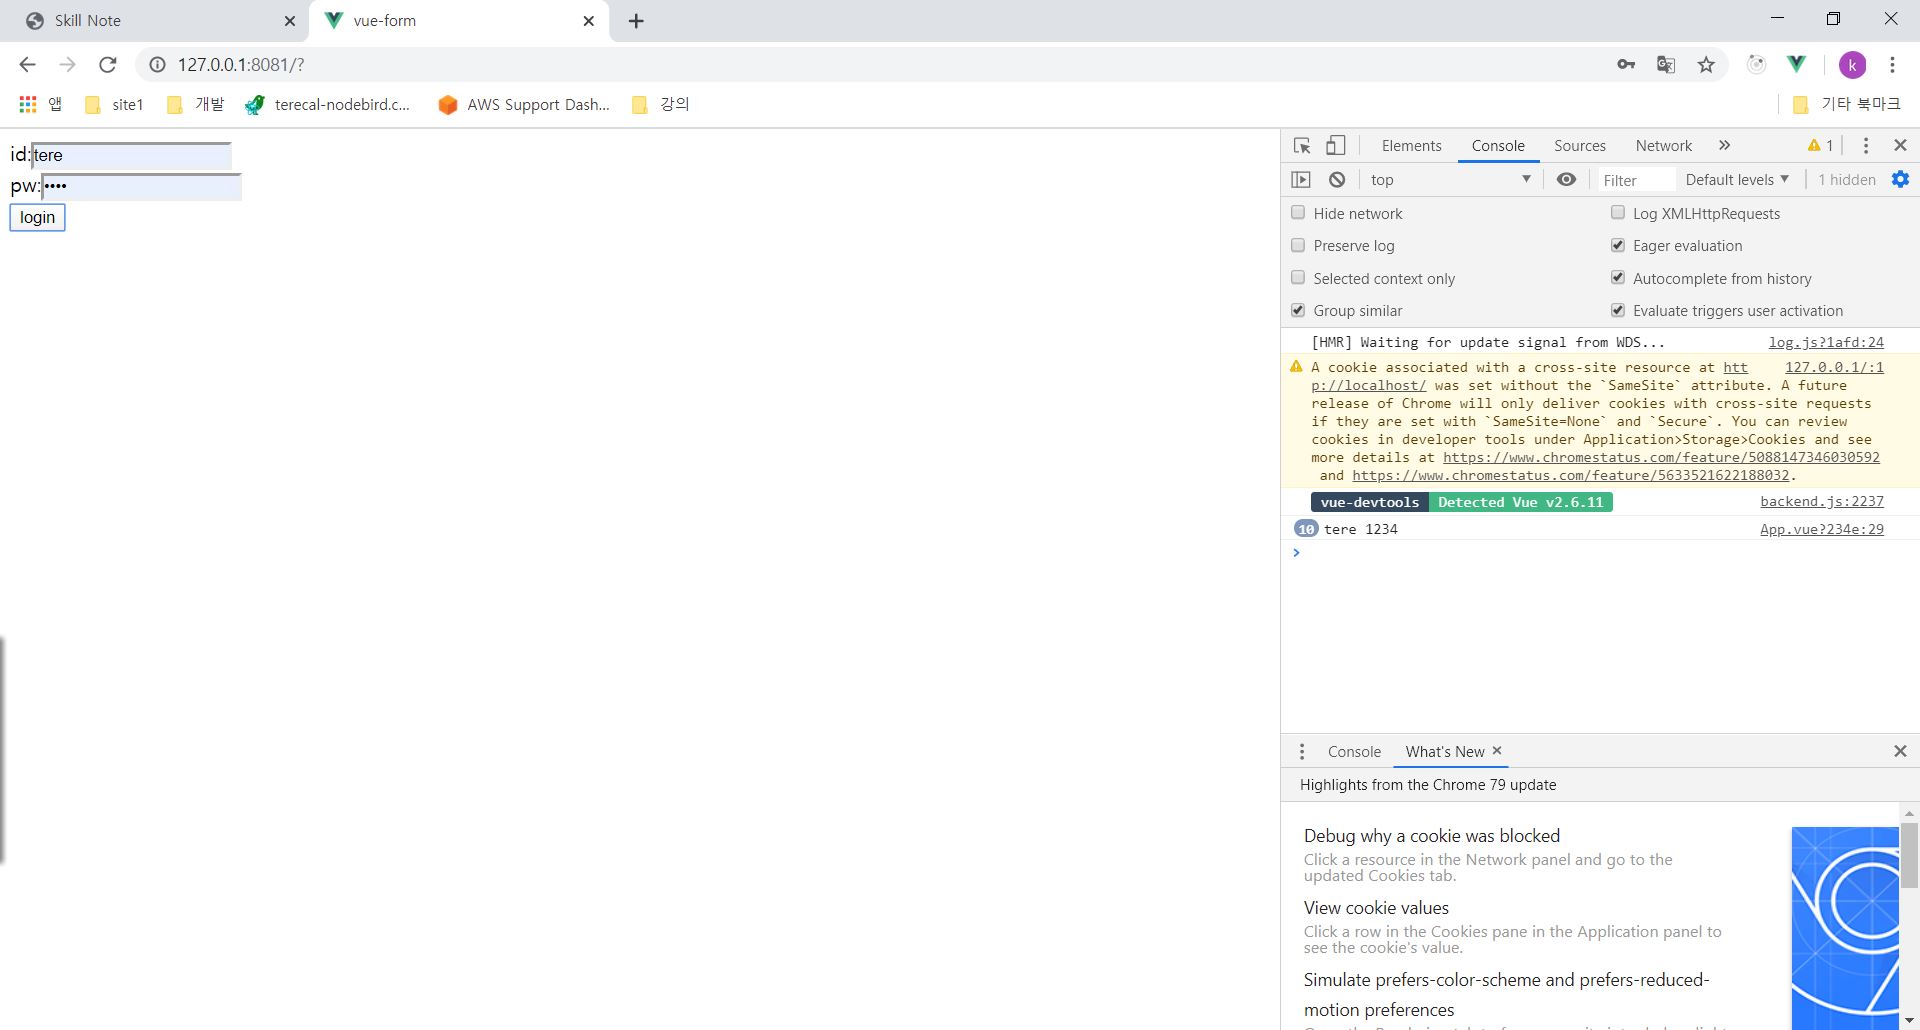 Skill Note
vue-form
127.0.0.1:8081/?
k
앱
site1
개발
terecal-nodebird.c...
AWS Support Dash...
강의
기타 북마크
id:tere
pw:••••
login
Elements
Console
Sources
Network
»
1
top
Filter
Default levels
1 hidden
Hide network
Log XMLHttpRequests
Preserve log
Eager evaluation
Selected context only
Autocomplete from history
Group similar
Evaluate triggers user activation
[HMR] Waiting for update signal from WDS...
log.js?1afd:24
A cookie associated with a cross-site resource at htt
127.0.0.1/:1
p://localhost/ was set without the `SameSite` attribute. A future
release of Chrome will only deliver cookies with cross-site requests
if they are set with `SameSite=None` and `Secure`. You can review
cookies in developer tools under Application>Storage>Cookies and see
more details at https://www.chromestatus.com/feature/5088147346030592
and https://www.chromestatus.com/feature/5633521622188032.
vue-devtools Detected Vue v2.6.11
backend.js:2237
10 tere 1234
App.vue?234e:29
>
Console
What's New
Highlights from the Chrome 79 update
Debug why a cookie was blocked
Click a resource in the Network panel and go to the
updated Cookies tab.
View cookie values
Click a row in the Cookies pane in the Application panel to
see the cookie's value.
Simulate prefers-color-scheme and prefers-reduced-
motion preferences